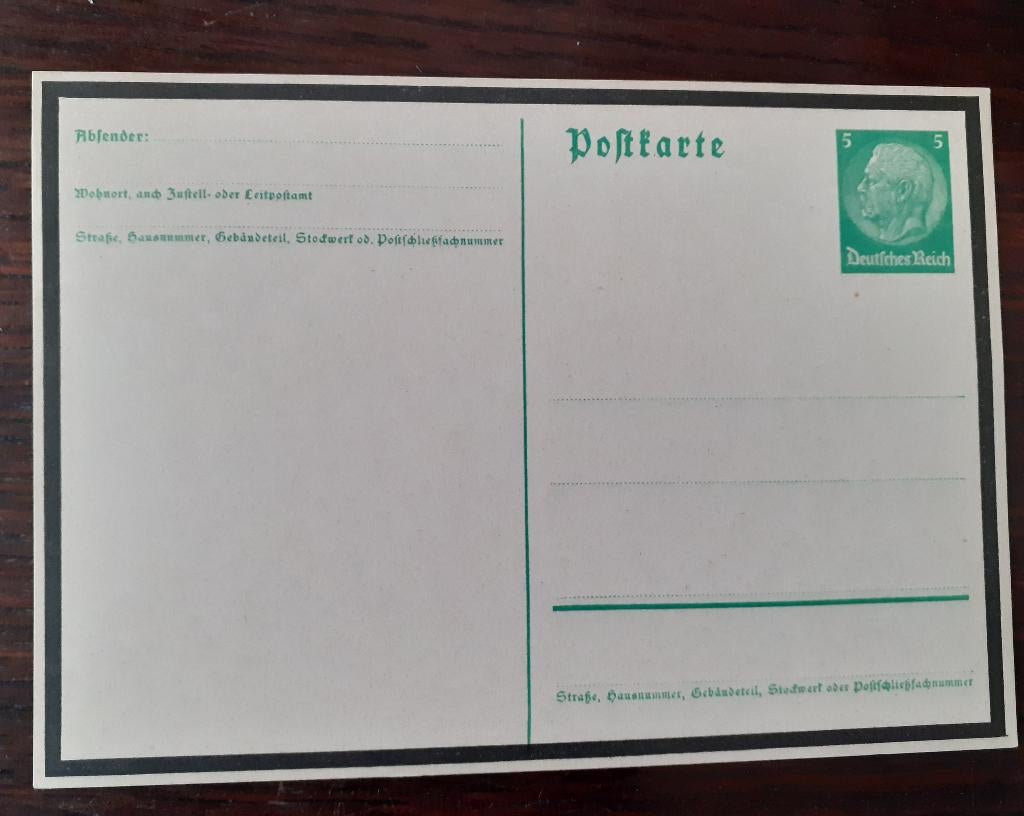 Absender:
Wohnort, auch Zustell- oder Leitpostamt
Straße, Hausnummer, Gebäudeteil, Stockwerk od. Postschließfachnummer
Postkarte
5 5
Deutsches Reich
Straße, Hausnummer, Gebäudeteil, Stockwerk oder Postschließfachnummer